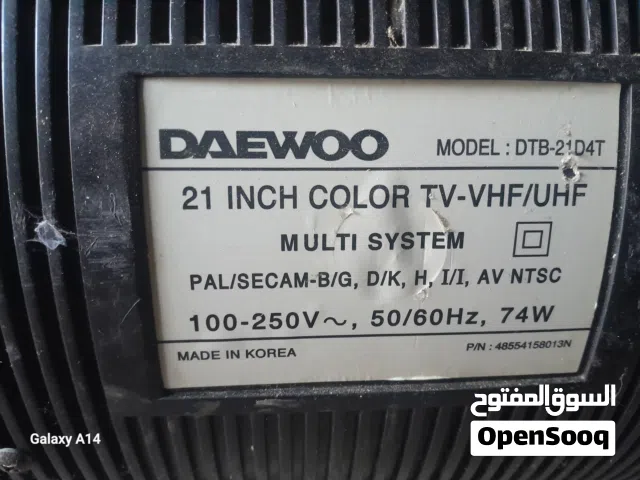 DAEWOO MODEL : DTB-21D4T
21 INCH COLOR TV-VHF/UHF
MULTI SYSTEM
PAL/SECAM-B/G, D/K, H, I/I, AV NTSC
100-250V～, 50/60Hz, 74W
MADE IN KOREA P/N : 48554158013N
السوق المفتوح
OpenSooq
Galaxy A14